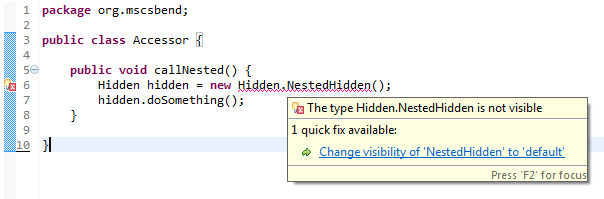 1 package org.mscsbend;
2
3 public class Accessor {
4
5 public void callNested() {
6 Hidden hidden = new Hidden.NestedHidden();
7 hidden.doSomething();
8 }
9
10 }
The type Hidden.NestedHidden is not visible
1 quick fix available:
Change visibility of 'NestedHidden' to 'default'
Press 'F2' for focus